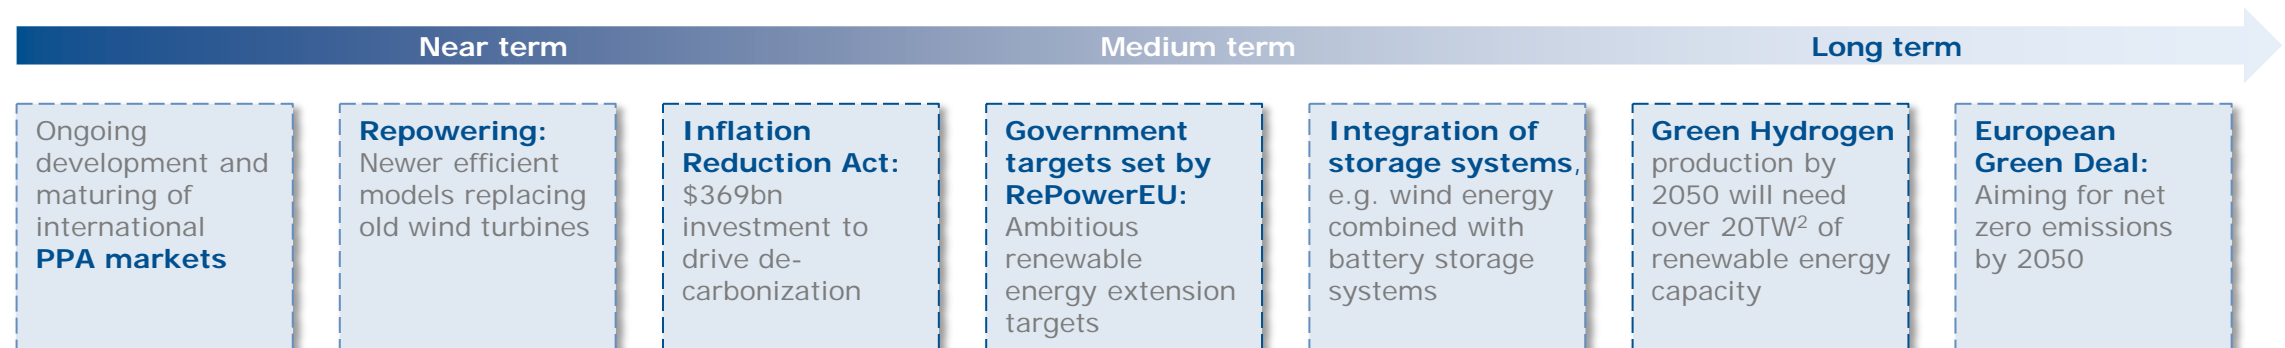 Near term
Medium term
Long term
Ongoing
development and
maturing of
international
PPA markets
Repowering:
Newer efficient
models replacing
old wind turbines
Inflation
Reduction Act:
$369bn
investment to
drive de-
carbonization
Government
targets set by
RePowerEU:
Ambitious
renewable
energy extension
targets
Integration of
storage systems,
e.g. wind energy
combined with
battery storage
systems
Green Hydrogen
production by
2050 will need
over 20TW² of
renewable energy
capacity
European
Green Deal:
Aiming for net
zero emissions
by 2050